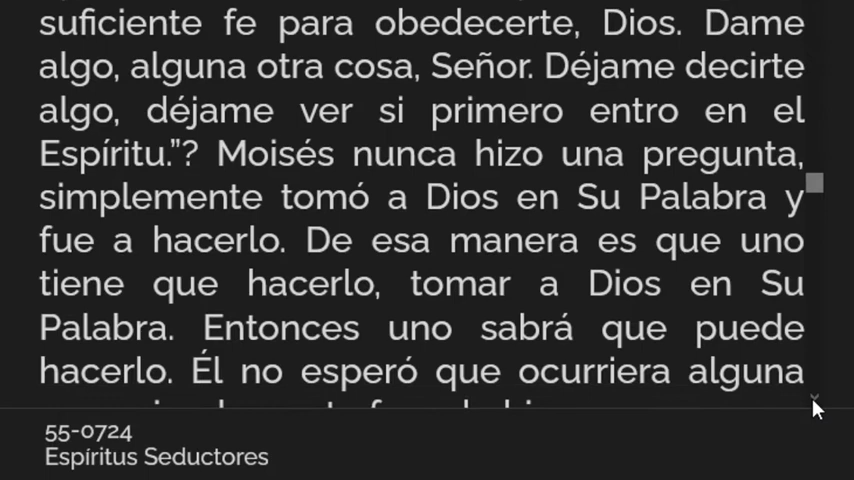 suficiente fe para obedecerte, Dios. Dame
algo, alguna otra cosa, Señor. Déjame decirte
algo, déjame ver si primero entro en el
Espíritu.”? Moisés nunca hizo una pregunta,
simplemente tomó a Dios en Su Palabra y
fue a hacerlo. De esa manera es que uno
tiene que hacerlo, tomar a Dios en Su
Palabra. Entonces uno sabrá que puede
hacerlo. Él no esperó que ocurriera alguna
55-0724
Espíritus Seductores